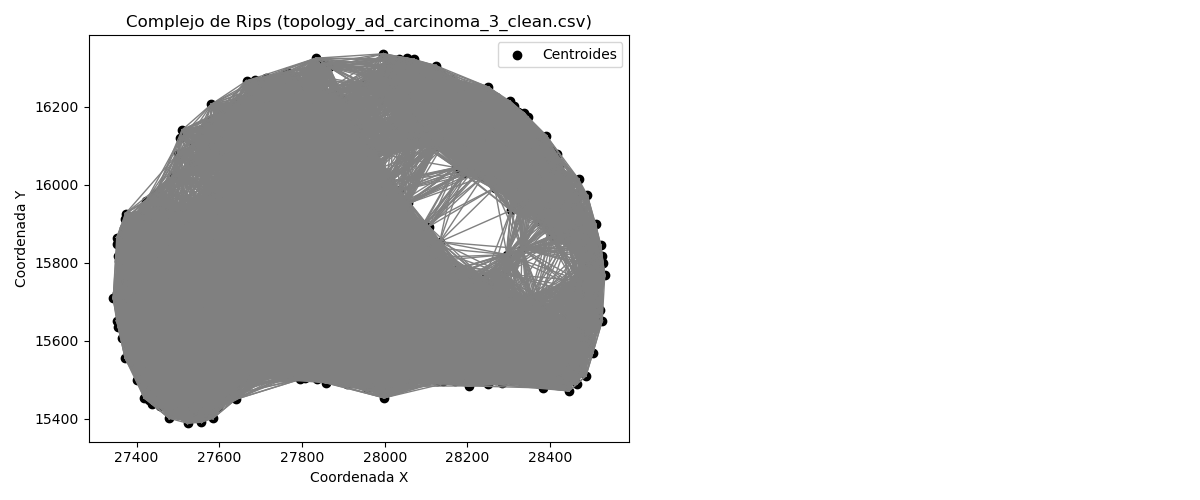 Complejo de Rips (topology_ad_carcinoma_3_clean.csv)
Centroides
16200
16000
15800
15600
15400
Coordenada Y
27400 27600 27800 28000 28200 28400
Coordenada X